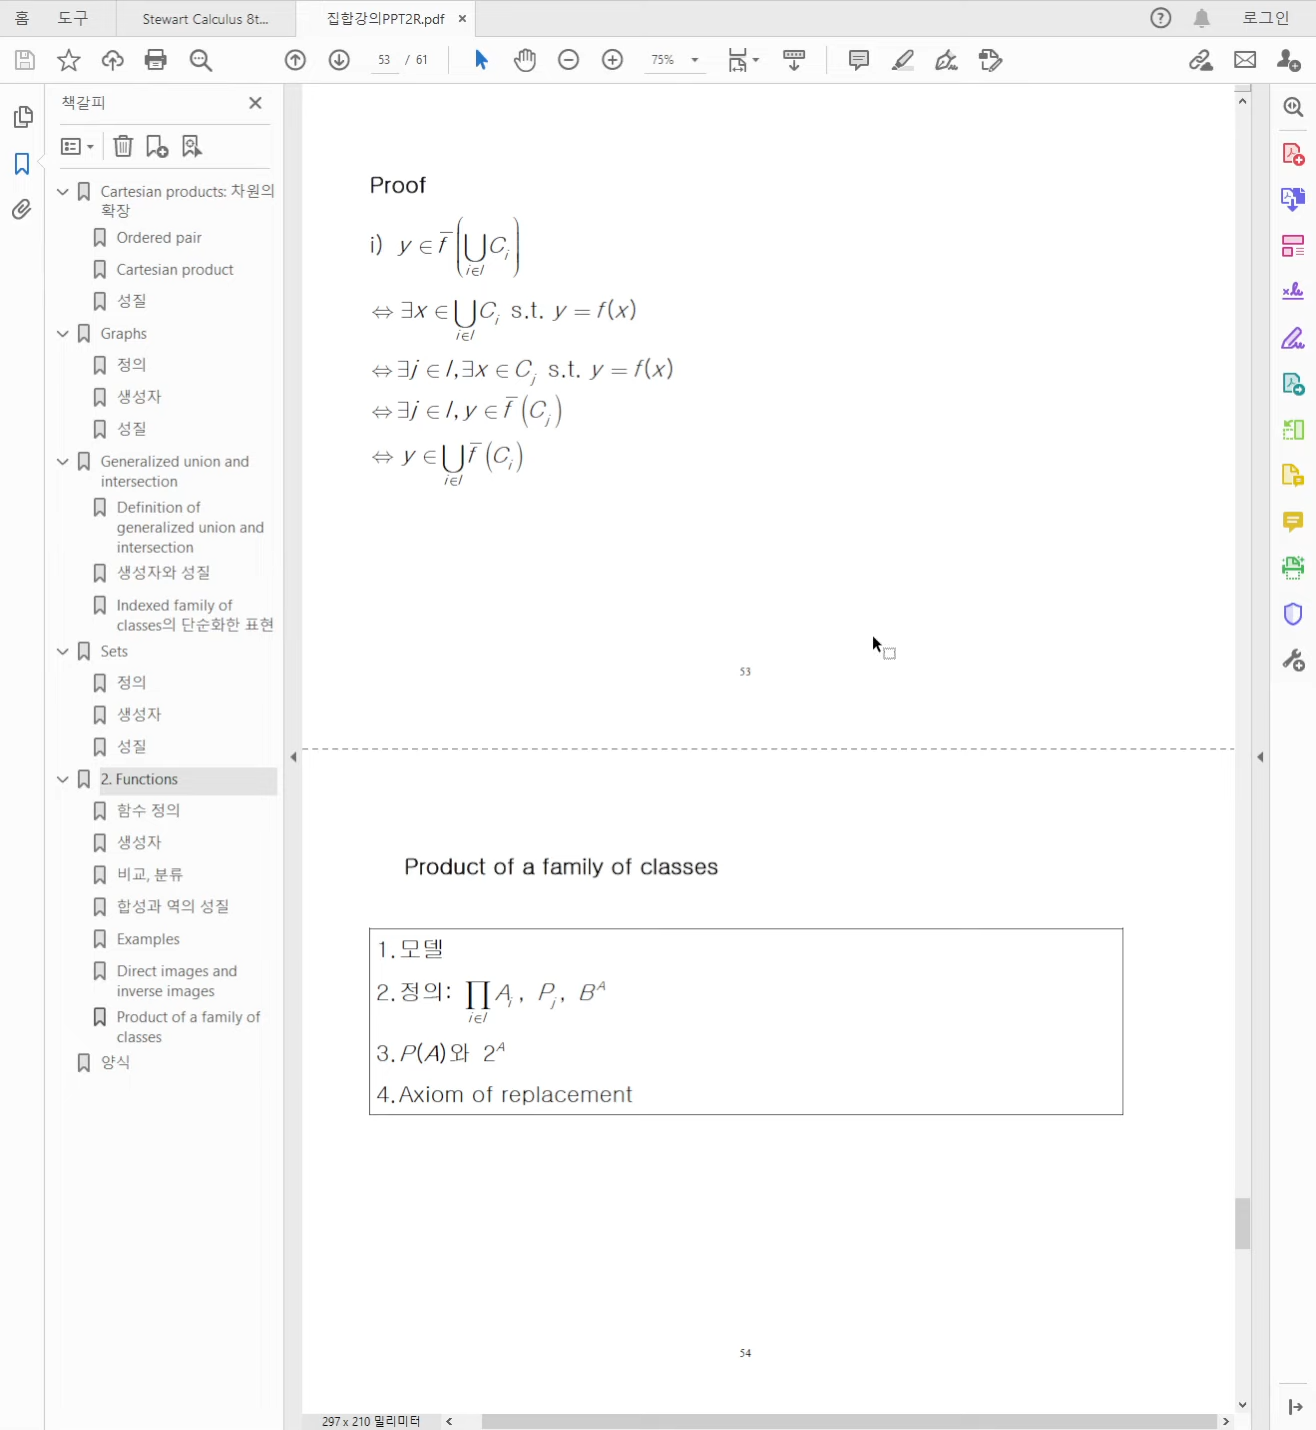 홈 도구 Stewart Calculus 8t... 집합강의PPT2R.pdf × 로그인
53 / 61 75%
책갈피
Cartesian products: 차원의
확장
Ordered pair
Cartesian product
성질
Graphs
정의
생성자
성질
Generalized union and
intersection
Definition of
generalized union and
intersection
생성자와 성질
Indexed family of
classes의 단순화한 표현
Sets
정의
생성자
성질
2. Functions
함수 정의
생성자
비교, 분류
합성과 역의 성질
Examples
Direct images and
inverse images
Product of a family of
classes
양식
Proof
i) y ∈ f̅ (⋃_{i∈I} C_i)
⇔ ∃x ∈ ⋃_{i∈I} C_i s.t. y = f(x)
⇔ ∃j ∈ I, ∃x ∈ C_j s.t. y = f(x)
⇔ ∃j ∈ I, y ∈ f̅ (C_j)
⇔ y ∈ ⋃_{i∈I} f̅ (C_i)
53
Product of a family of classes
1. 모델
2. 정의: ∏_{i∈I} A_i, P_j, B^A
3. P(A)와 2^A
4. Axiom of replacement
54
297 x 210 밀리미터